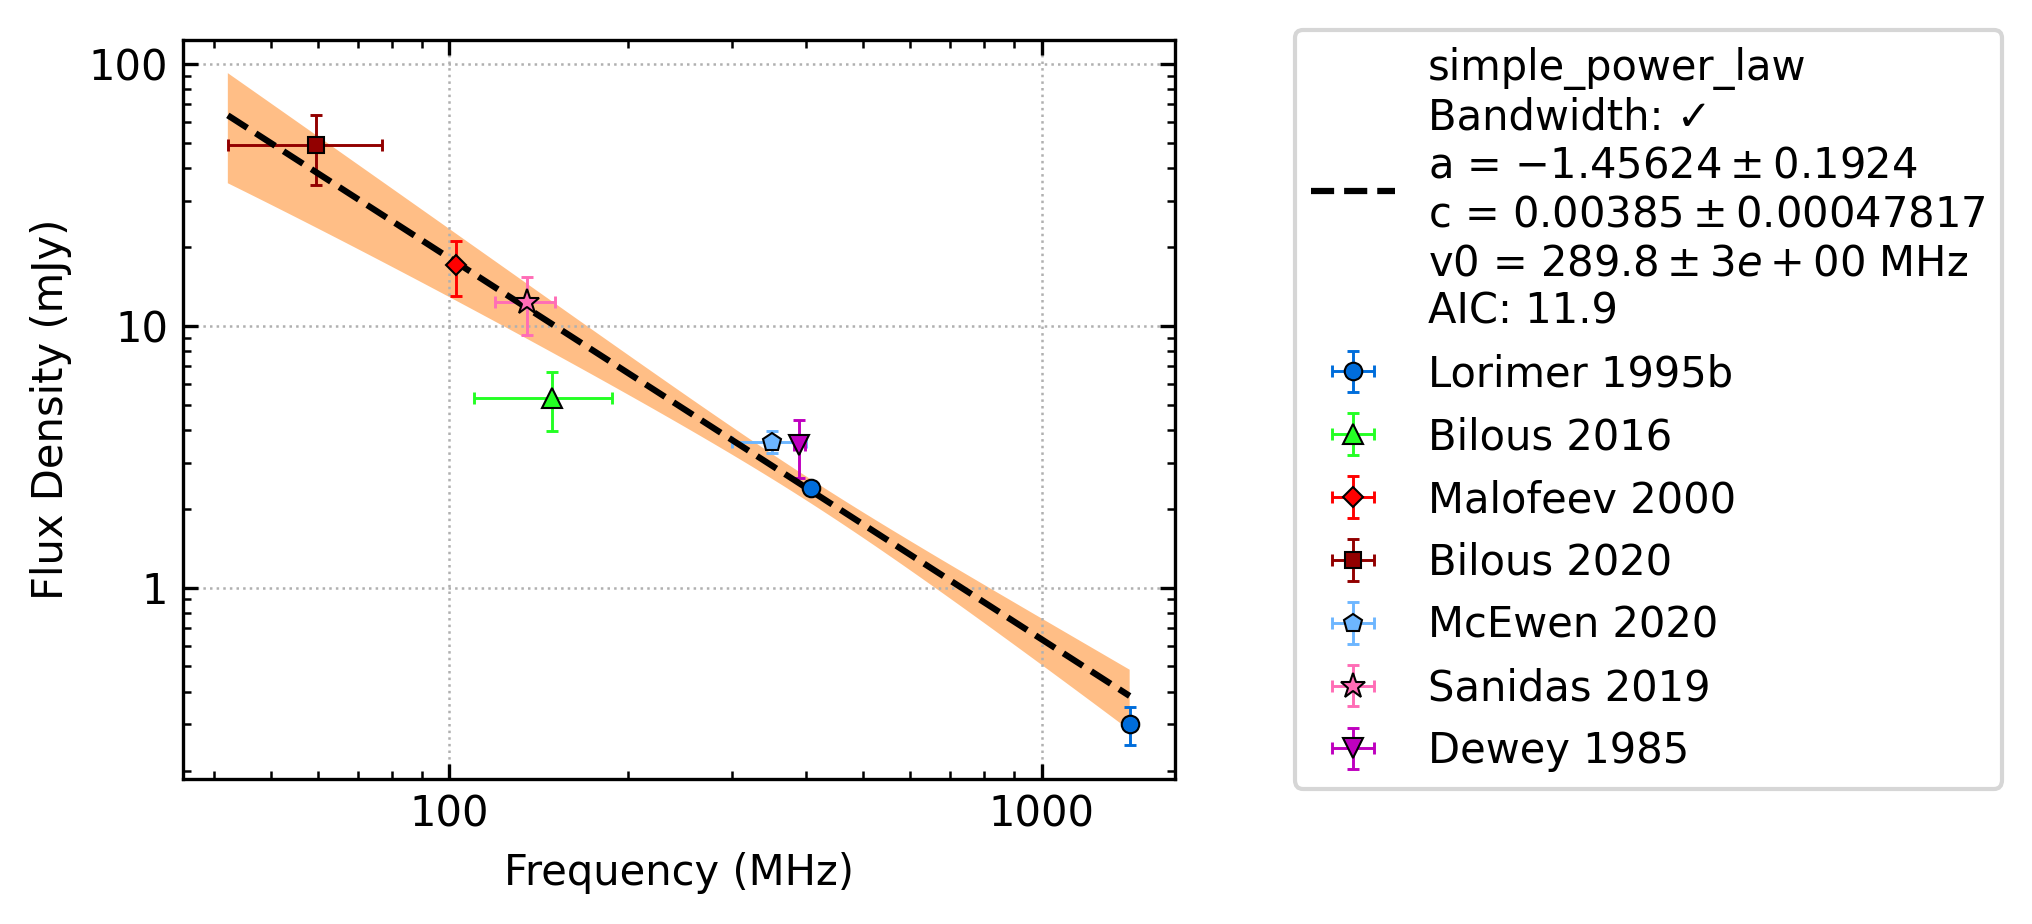 100
10
1
Flux Density (mJy)
100
1000
Frequency (MHz)
simple_power_law
Bandwidth: ✓
a = −1.45624 ± 0.1924
c = 0.00385 ± 0.00047817
v0 = 289.8 ± 3e + 00 MHz
AIC: 11.9
Lorimer 1995b
Bilous 2016
Malofeev 2000
Bilous 2020
McEwen 2020
Sanidas 2019
Dewey 1985